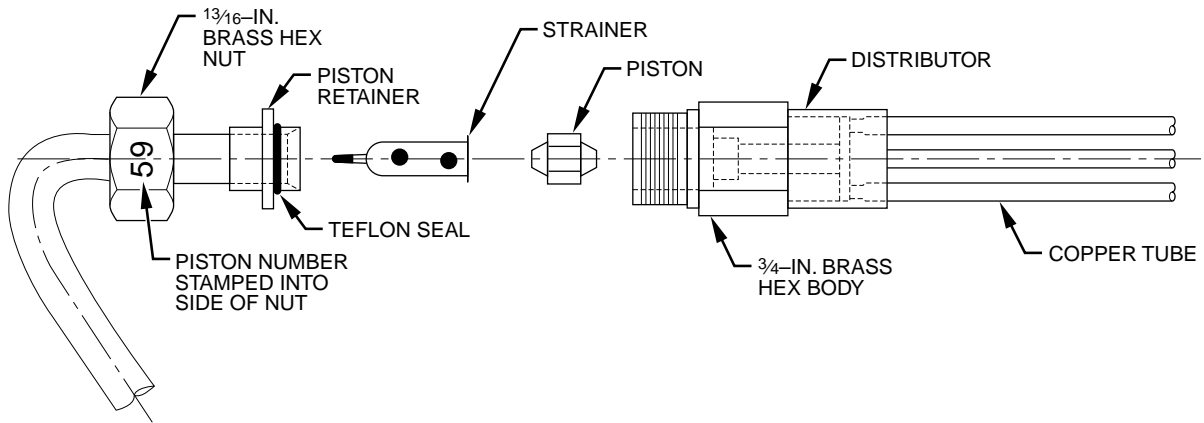 13⁄16–IN.
BRASS HEX
NUT
PISTON
RETAINER
STRAINER
PISTON
DISTRIBUTOR
59
TEFLON SEAL
PISTON NUMBER
STAMPED INTO
SIDE OF NUT
3⁄4–IN. BRASS
HEX BODY
COPPER TUBE